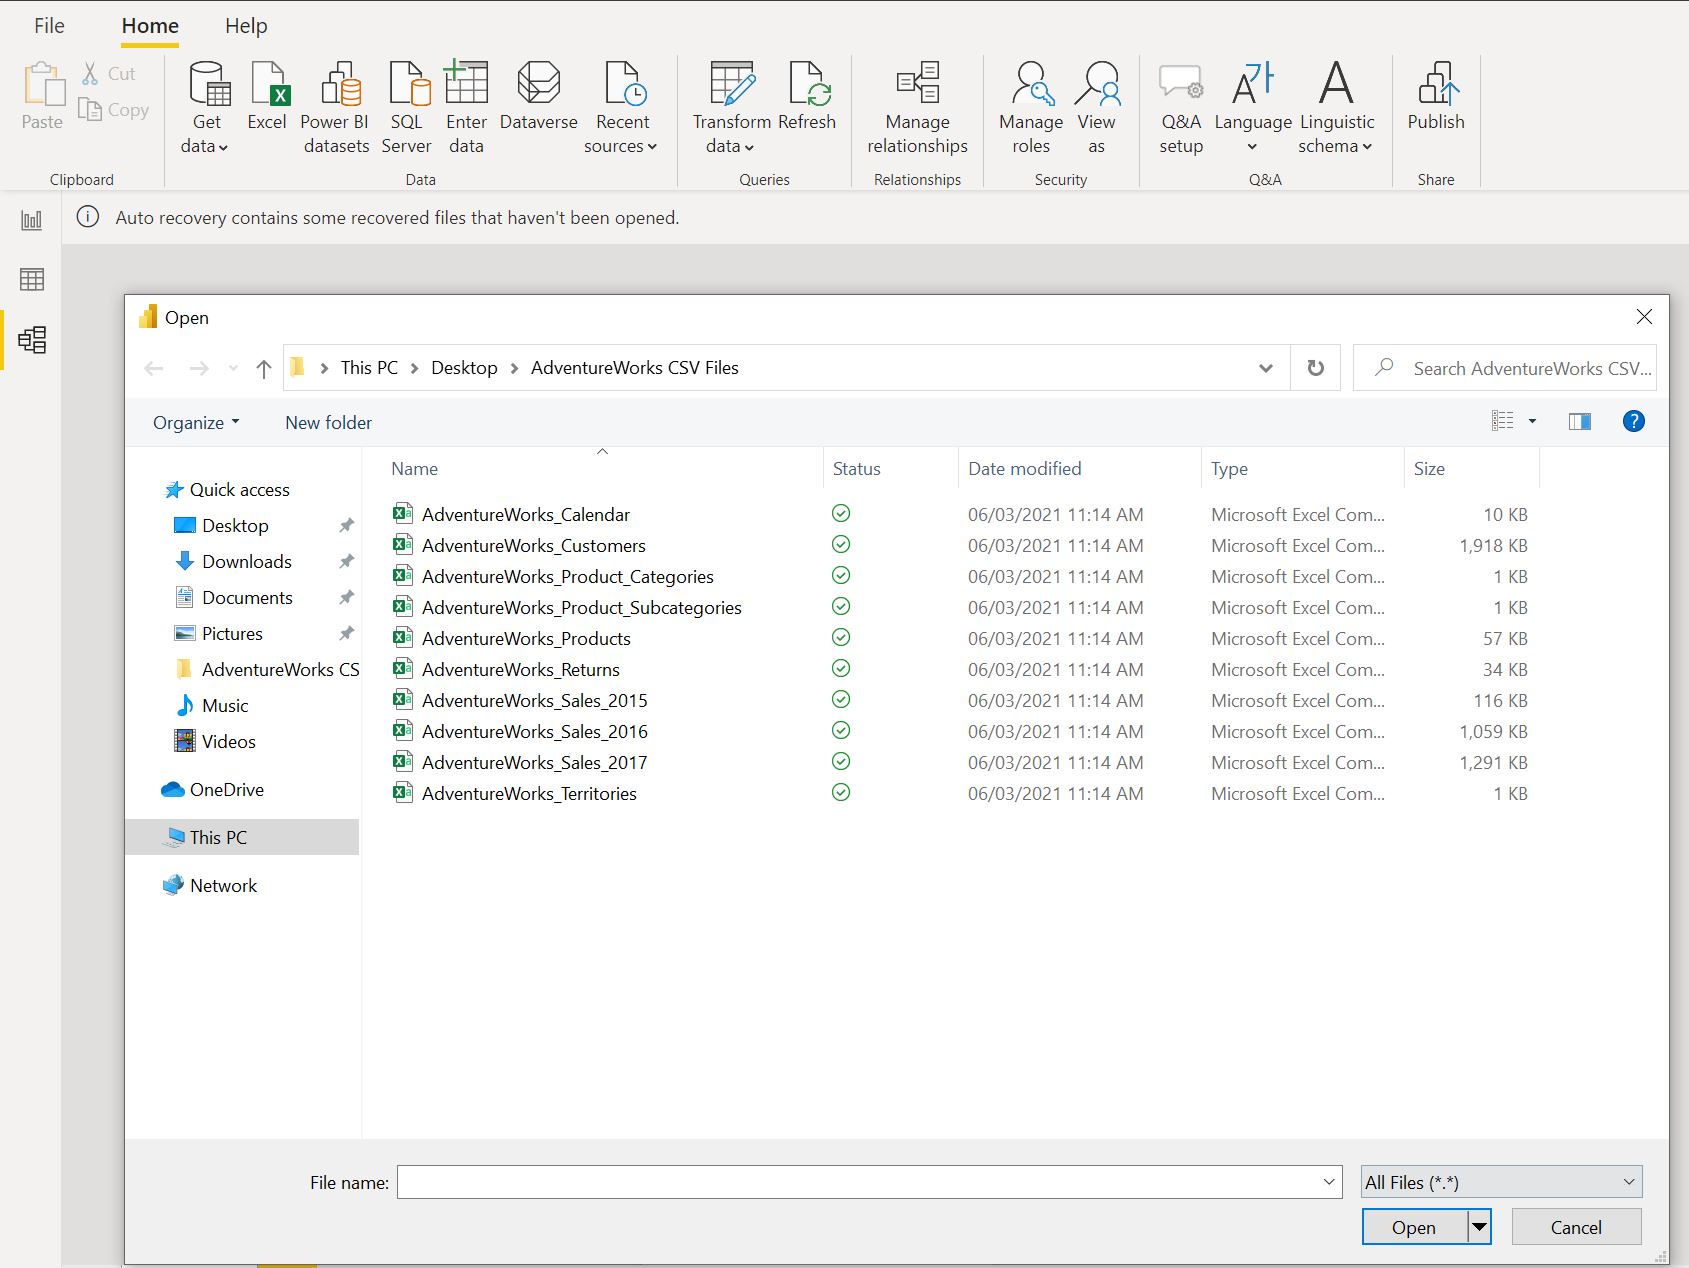 File Home Help
Paste Cut Copy
Get data Excel Power BI datasets SQL Server Enter data Dataverse Recent sources
Transform data Refresh Manage relationships Manage roles View as
Q&A setup Language Linguistic schema Publish
Clipboard Data Queries Relationships Security Q&A Share
Auto recovery contains some recovered files that haven't been opened.
Open
This PC > Desktop > AdventureWorks CSV Files
Search AdventureWorks CSV...
Organize New folder
Name Status Date modified Type Size
Quick access
Desktop
Downloads
Documents
Pictures
AdventureWorks CS
Music
Videos
OneDrive
This PC
Network
AdventureWorks_Calendar 06/03/2021 11:14 AM Microsoft Excel Com... 10 KB
AdventureWorks_Customers 06/03/2021 11:14 AM Microsoft Excel Com... 1,918 KB
AdventureWorks_Product_Categories 06/03/2021 11:14 AM Microsoft Excel Com... 1 KB
AdventureWorks_Product_Subcategories 06/03/2021 11:14 AM Microsoft Excel Com... 1 KB
AdventureWorks_Products 06/03/2021 11:14 AM Microsoft Excel Com... 57 KB
AdventureWorks_Returns 06/03/2021 11:14 AM Microsoft Excel Com... 34 KB
AdventureWorks_Sales_2015 06/03/2021 11:14 AM Microsoft Excel Com... 116 KB
AdventureWorks_Sales_2016 06/03/2021 11:14 AM Microsoft Excel Com... 1,059 KB
AdventureWorks_Sales_2017 06/03/2021 11:14 AM Microsoft Excel Com... 1,291 KB
AdventureWorks_Territories 06/03/2021 11:14 AM Microsoft Excel Com... 1 KB
File name: All Files (*.*)
Open Cancel